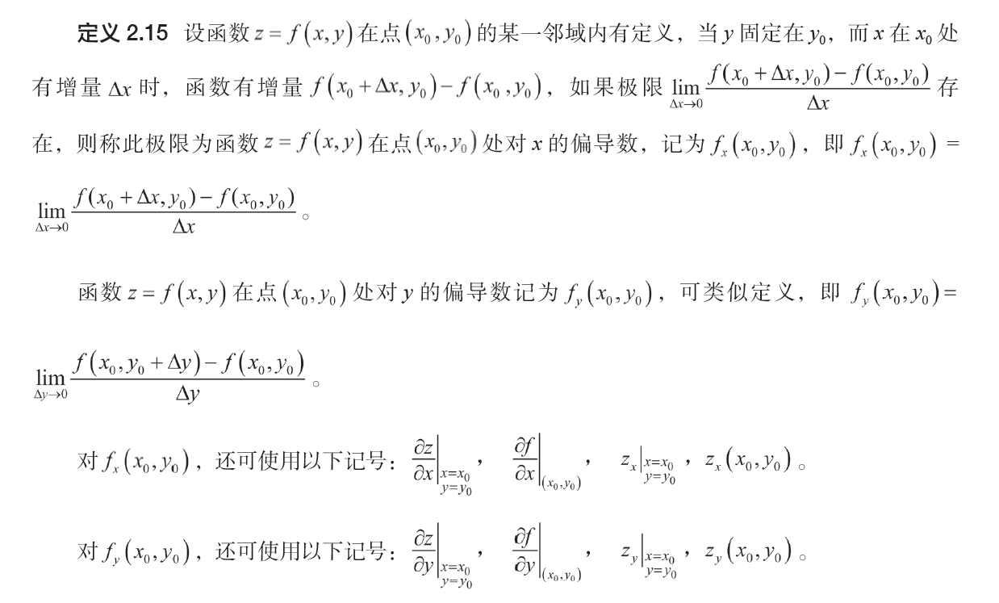 定义 2.15 设函数 $z=f(x,y)$ 在点 $(x_0,y_0)$ 的某一邻域内有定义，当 $y$ 固定在 $y_0$，而 $x$ 在 $x_0$ 处
有增量 $\Delta x$ 时，函数有增量 $f(x_0+\Delta x,y_0)-f(x_0,y_0)$，如果极限 $\lim\limits_{\Delta x\to 0}\dfrac{f(x_0+\Delta x,y_0)-f(x_0,y_0)}{\Delta x}$ 存
在，则称此极限为函数 $z=f(x,y)$ 在点 $(x_0,y_0)$ 处对 $x$ 的偏导数，记为 $f_x(x_0,y_0)$，即 $f_x(x_0,y_0)=$
$\lim\limits_{\Delta x\to 0}\dfrac{f(x_0+\Delta x,y_0)-f(x_0,y_0)}{\Delta x}$。
函数 $z=f(x,y)$ 在点 $(x_0,y_0)$ 处对 $y$ 的偏导数记为 $f_y(x_0,y_0)$，可类似定义，即 $f_y(x_0,y_0)=$
$\lim\limits_{\Delta y\to 0}\dfrac{f(x_0,y_0+\Delta y)-f(x_0,y_0)}{\Delta y}$。
对 $f_x(x_0,y_0)$，还可使用以下记号：$\left.\dfrac{\partial z}{\partial x}\right|_{\substack{x=x_0\\y=y_0}}$，$\left.\dfrac{\partial f}{\partial x}\right|_{(x_0,y_0)}$，$z_x\big|_{\substack{x=x_0\\y=y_0}}$，$z_x(x_0,y_0)$。
对 $f_y(x_0,y_0)$，还可使用以下记号：$\left.\dfrac{\partial z}{\partial y}\right|_{\substack{x=x_0\\y=y_0}}$，$\left.\dfrac{\partial f}{\partial y}\right|_{(x_0,y_0)}$，$z_y\big|_{\substack{x=x_0\\y=y_0}}$，$z_y(x_0,y_0)$。